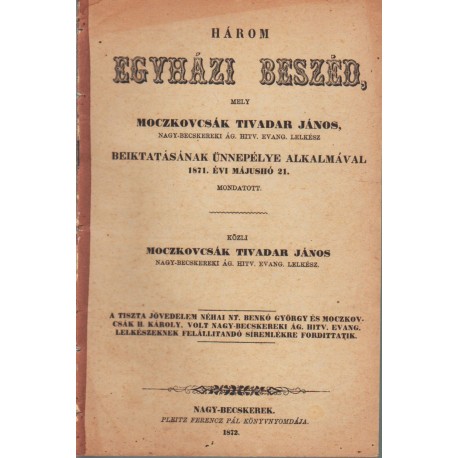 HÁROM
EGYHÁZI BESZÉD,
MELY
MOCZKOVCSÁK TIVADAR JÁNOS,
NAGY-BECSKEREKI ÁG. HITV. EVANG. LELKÉSZ
BEIKTATÁSÁNAK ÜNNEPÉLYE ALKALMÁVAL
1871. ÉVI MÁJUSHÓ 21.
MONDATOTT.
KÖZLI
MOCZKOVCSÁK TIVADAR JÁNOS
NAGY-BECSKEREKI ÁG. HITV. EVANG. LELKÉSZ.
A TISZTA JÖVEDELEM NÉHAI NT. BENKÓ GYÖRGY ÉS MOCZKOV-
CSÁK H. KÁROLY, VOLT NAGY-BECSKEREKI ÁG. HITV. EVANG.
LELKÉSZEKNEK FELÁLLITANDÓ SIREMLÉKRE FORDITTATIK.
NAGY-BECSKEREK.
PLEITZ FERENCZ PÁL KÖNYVNYOMDÁJA.
1872.